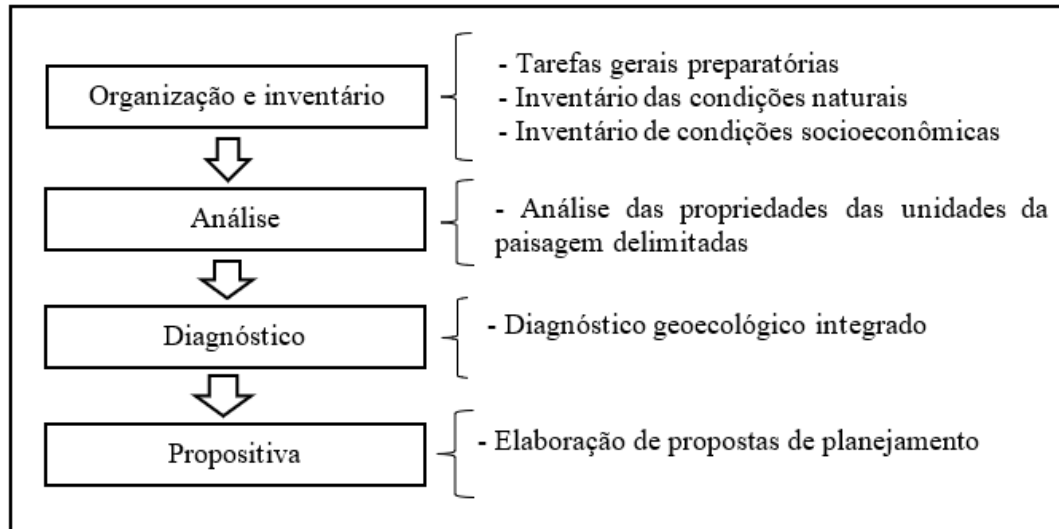 Organização e inventário
- Tarefas gerais preparatórias
- Inventário das condições naturais
- Inventário de condições socioeconômicas
Análise
- Análise das propriedades das unidades da
paisagem delimitadas
Diagnóstico
- Diagnóstico geoecológico integrado
Propositiva
- Elaboração de propostas de planejamento